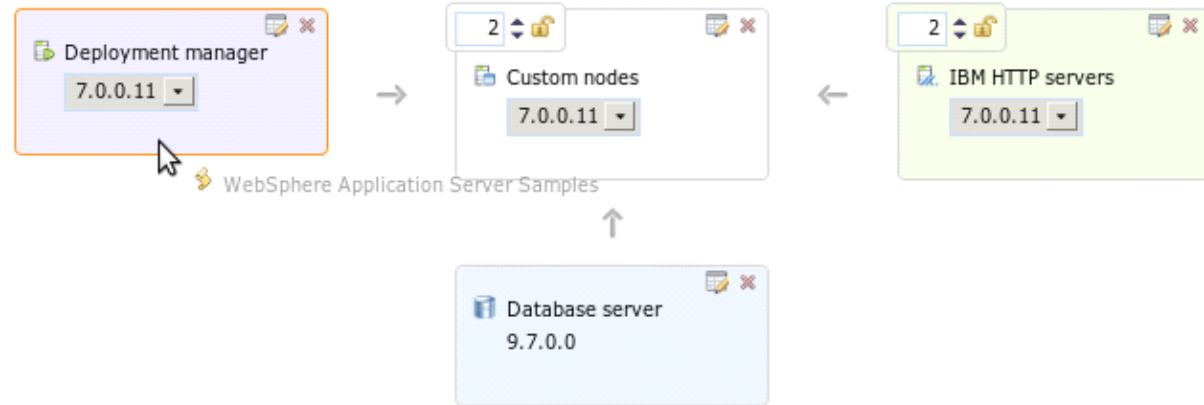 Deployment manager
7.0.0.11
2
Custom nodes
7.0.0.11
2
IBM HTTP servers
7.0.0.11
WebSphere Application Server Samples
Database server
9.7.0.0